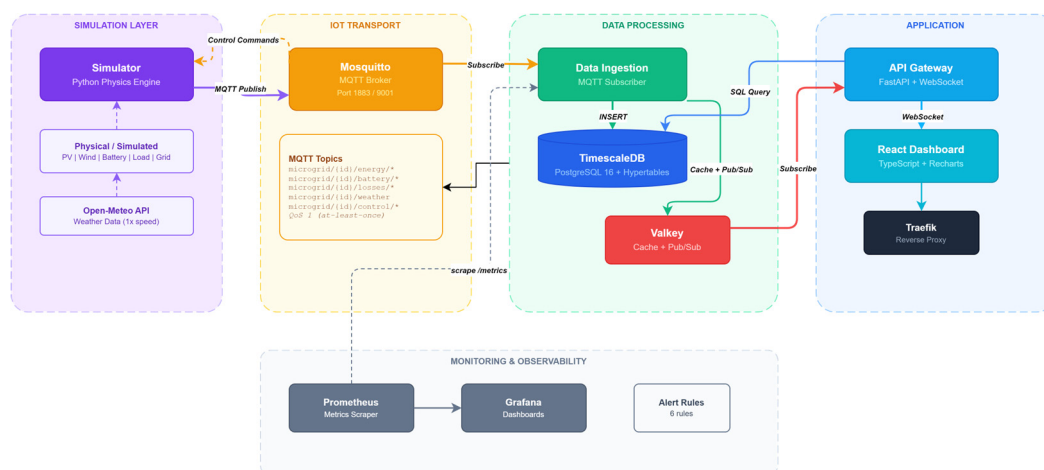 SIMULATION LAYER
Control Commands
Simulator
Python Physics Engine
MQTT Publish
Physical / Simulated
PV | Wind | Battery | Load | Grid
Open-Meteo API
Weather Data (1x speed)
IOT TRANSPORT
Mosquitto
MQTT Broker
Port 1883 / 9001
Subscribe
MQTT Topics
microgrid/{id}/energy/*
microgrid/{id}/battery/*
microgrid/{id}/losses/*
microgrid/{id}/weather
microgrid/{id}/control/*
QoS 1 (at-least-once)
scrape /metrics
DATA PROCESSING
Data Ingestion
MQTT Subscriber
INSERT
TimescaleDB
PostgreSQL 16 + Hypertables
Cache + Pub/Sub
Valkey
Cache + Pub/Sub
SQL Query
Subscribe
APPLICATION
API Gateway
FastAPI + WebSocket
WebSocket
React Dashboard
TypeScript + Recharts
Traefik
Reverse Proxy
MONITORING & OBSERVABILITY
Prometheus
Metrics Scraper
Grafana
Dashboards
Alert Rules
6 rules